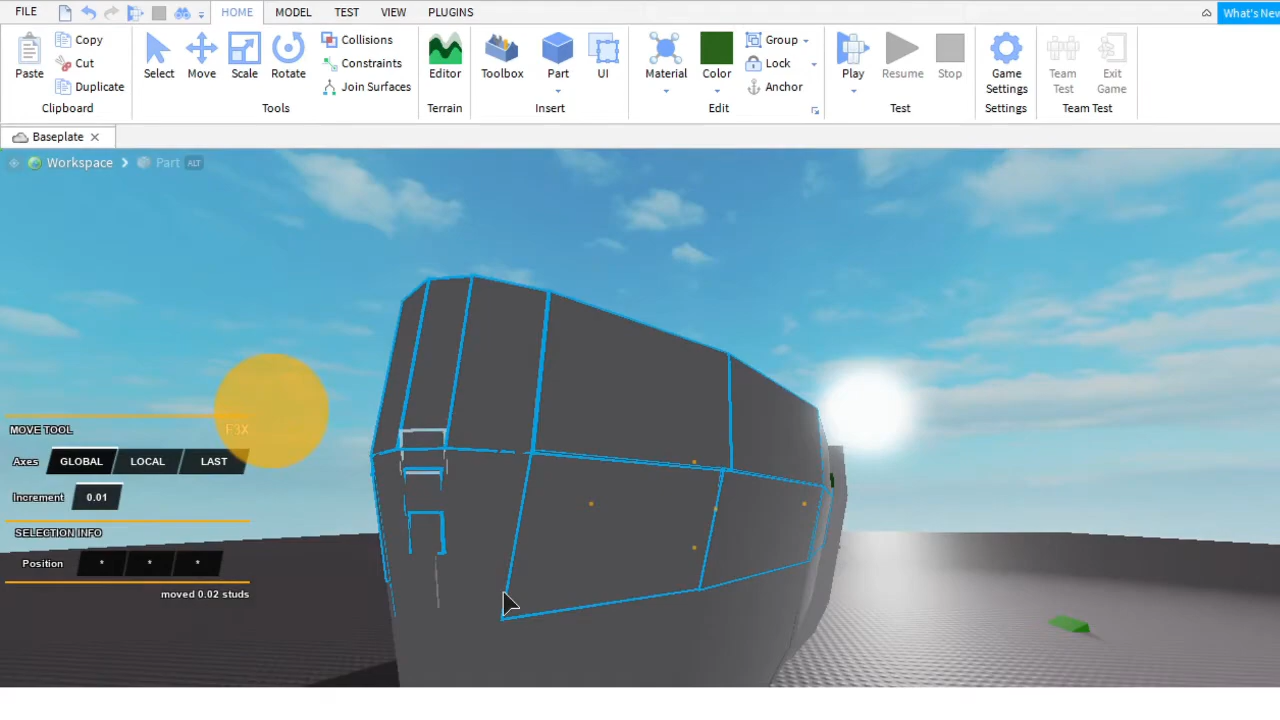 FILE HOME MODEL TEST VIEW PLUGINS What's New
Paste Copy Cut Duplicate
Clipboard
Select Move Scale Rotate Collisions Constraints Join Surfaces
Tools
Editor
Terrain
Toolbox Part UI
Insert
Material Color Group Lock Anchor
Edit
Play Resume Stop
Test
Game Settings
Settings
Team Test Exit Game
Team Test
Baseplate
Workspace Part ALT
MOVE TOOL F3X
Axes GLOBAL LOCAL LAST
Increment 0.01
SELECTION INFO
Position * * *
moved 0.02 studs